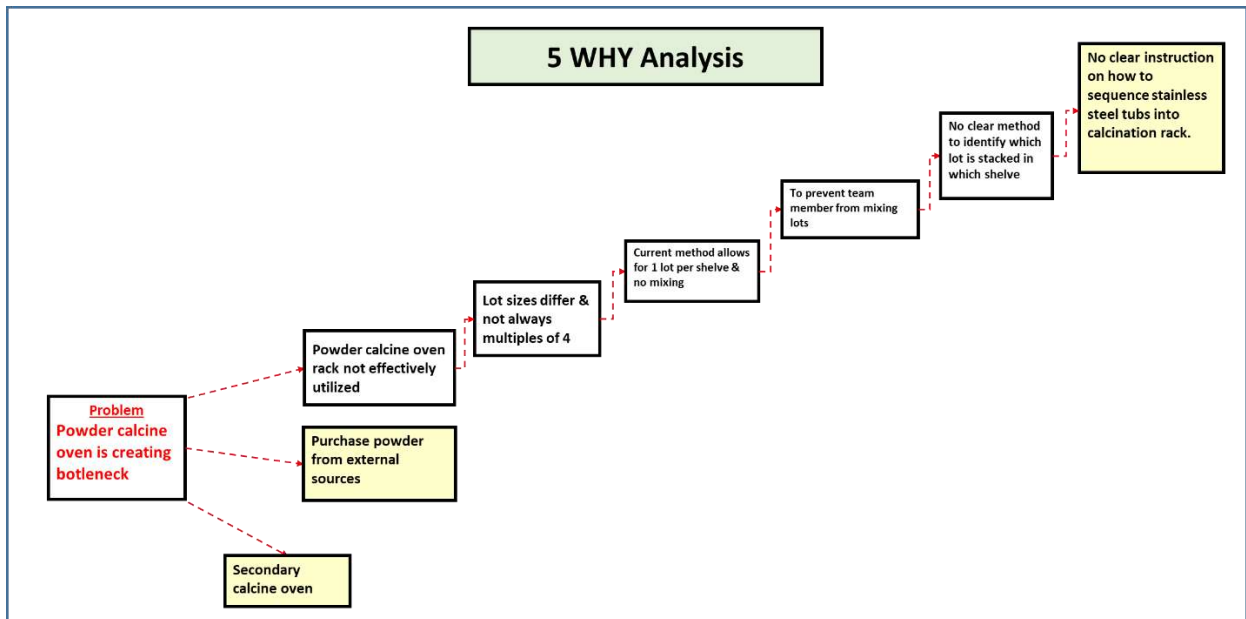 5 WHY Analysis
No clear instruction
on how to
sequence stainless
steel tubs into
calcination rack.
No clear method
to identify which
lot is stacked in
which shelve
To prevent team
member from mixing
lots
Current method allows
for 1 lot per shelve &
no mixing
Lot sizes differ &
not always
multiples of 4
Powder calcine oven
rack not effectively
utilized
Problem
Powder calcine
oven is creating
botleneck
Purchase powder
from external
sources
Secondary
calcine oven